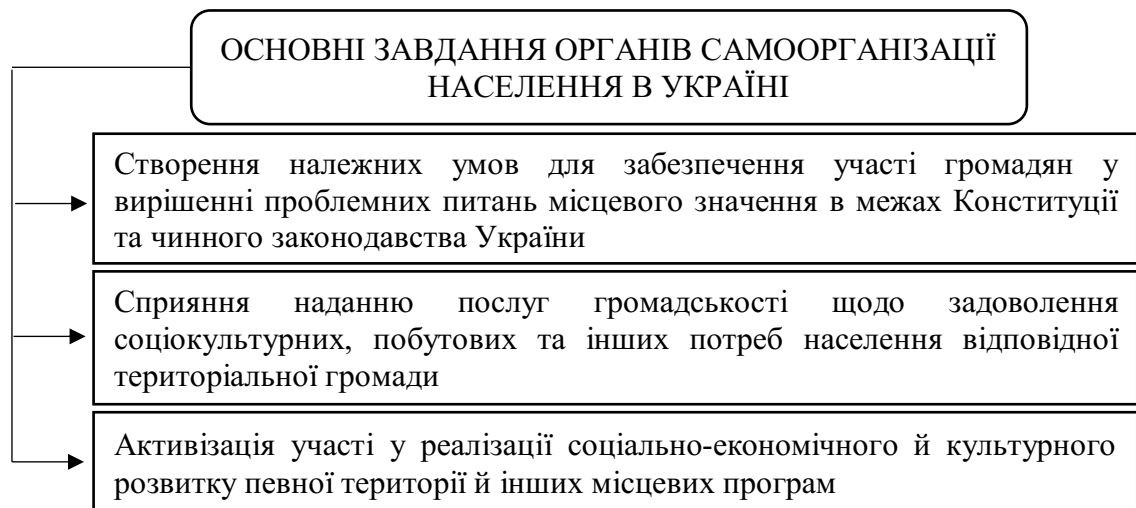 ОСНОВНІ ЗАВДАННЯ ОРГАНІВ САМООРГАНІЗАЦІЇ
НАСЕЛЕННЯ В УКРАЇНІ
Створення належних умов для забезпечення участі громадян у
вирішенні проблемних питань місцевого значення в межах Конституції
та чинного законодавства України
Сприяння наданню послуг громадськості щодо задоволення
соціокультурних, побутових та інших потреб населення відповідної
територіальної громади
Активізація участі у реалізації соціально-економічного й культурного
розвитку певної території й інших місцевих програм